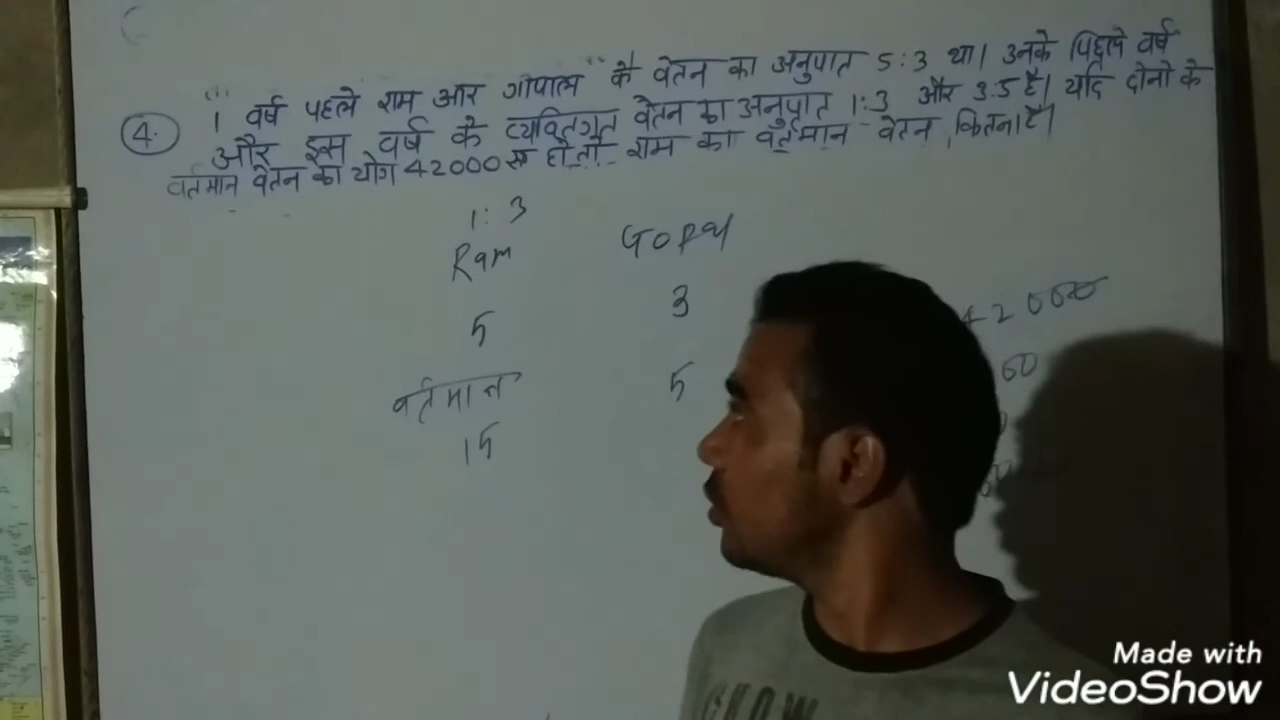 1 वर्ष पहले राम और गोपाल के वेतन का अनुपात 5:3 था। उनके पिछले वर्ष
4. और इस वर्ष के व्यक्तिगत वेतन का अनुपात 1:3 और 3:5 है। यदि दोनो के
वर्तमान वेतन का योग 42000 रू हो तो राम का वर्तमान वेतन कितना है।
1:3
Ram Gopal
5 3
42000
वर्तमान 5
60
15
Made with
VideoShow